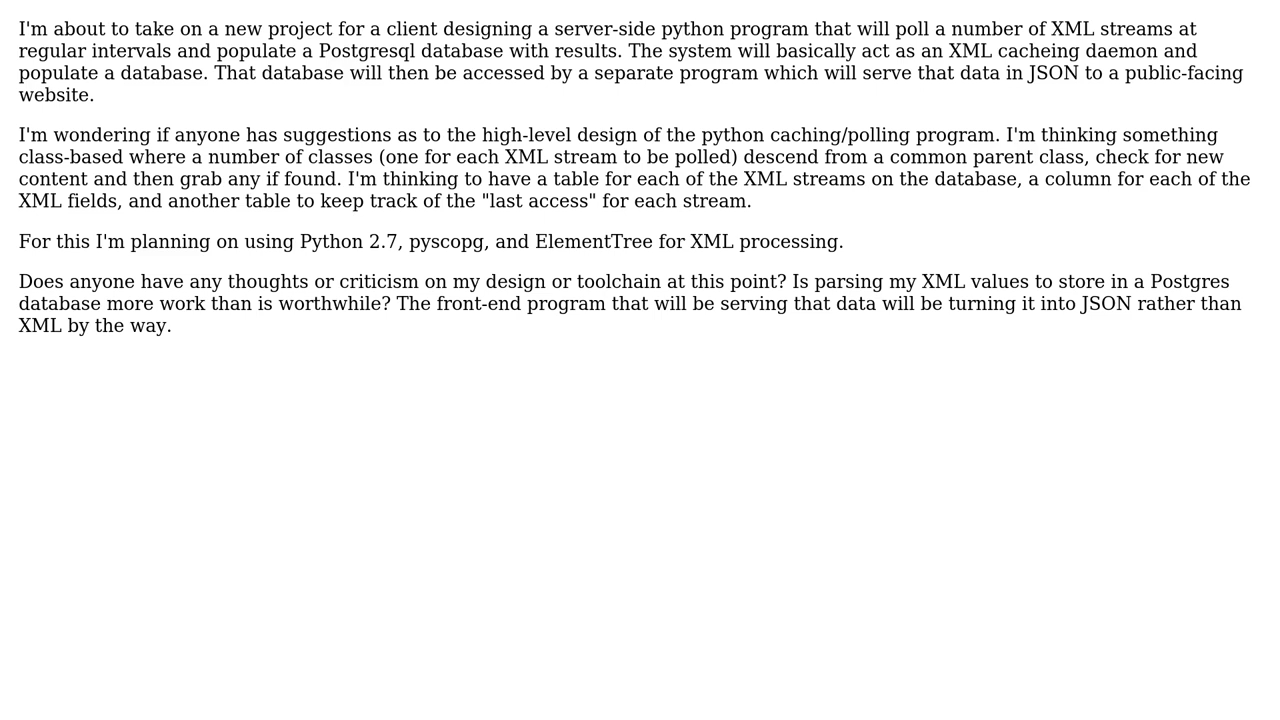 I'm about to take on a new project for a client designing a server-side python program that will poll a number of XML streams at
regular intervals and populate a Postgresql database with results. The system will basically act as an XML cacheing daemon and
populate a database. That database will then be accessed by a separate program which will serve that data in JSON to a public-facing
website.
I'm wondering if anyone has suggestions as to the high-level design of the python caching/polling program. I'm thinking something
class-based where a number of classes (one for each XML stream to be polled) descend from a common parent class, check for new
content and then grab any if found. I'm thinking to have a table for each of the XML streams on the database, a column for each of the
XML fields, and another table to keep track of the "last access" for each stream.
For this I'm planning on using Python 2.7, pyscopg, and ElementTree for XML processing.
Does anyone have any thoughts or criticism on my design or toolchain at this point? Is parsing my XML values to store in a Postgres
database more work than is worthwhile? The front-end program that will be serving that data will be turning it into JSON rather than
XML by the way.